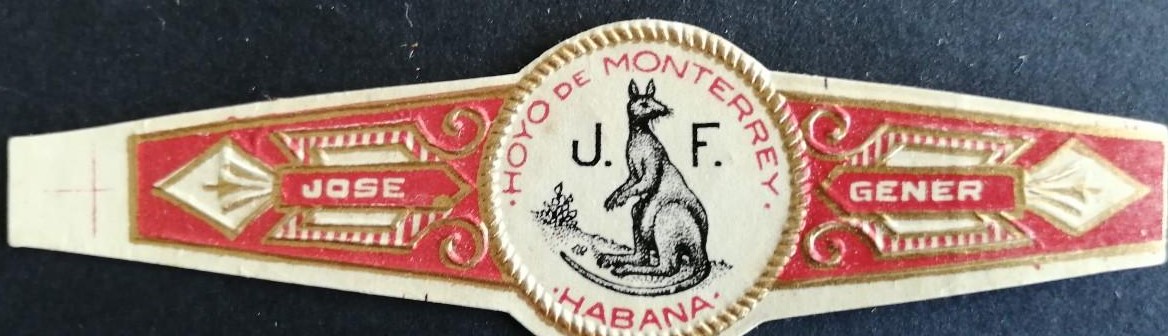 ·HOYO DE MONTERREY·
J. F.
JOSE
GENER
·HABANA·